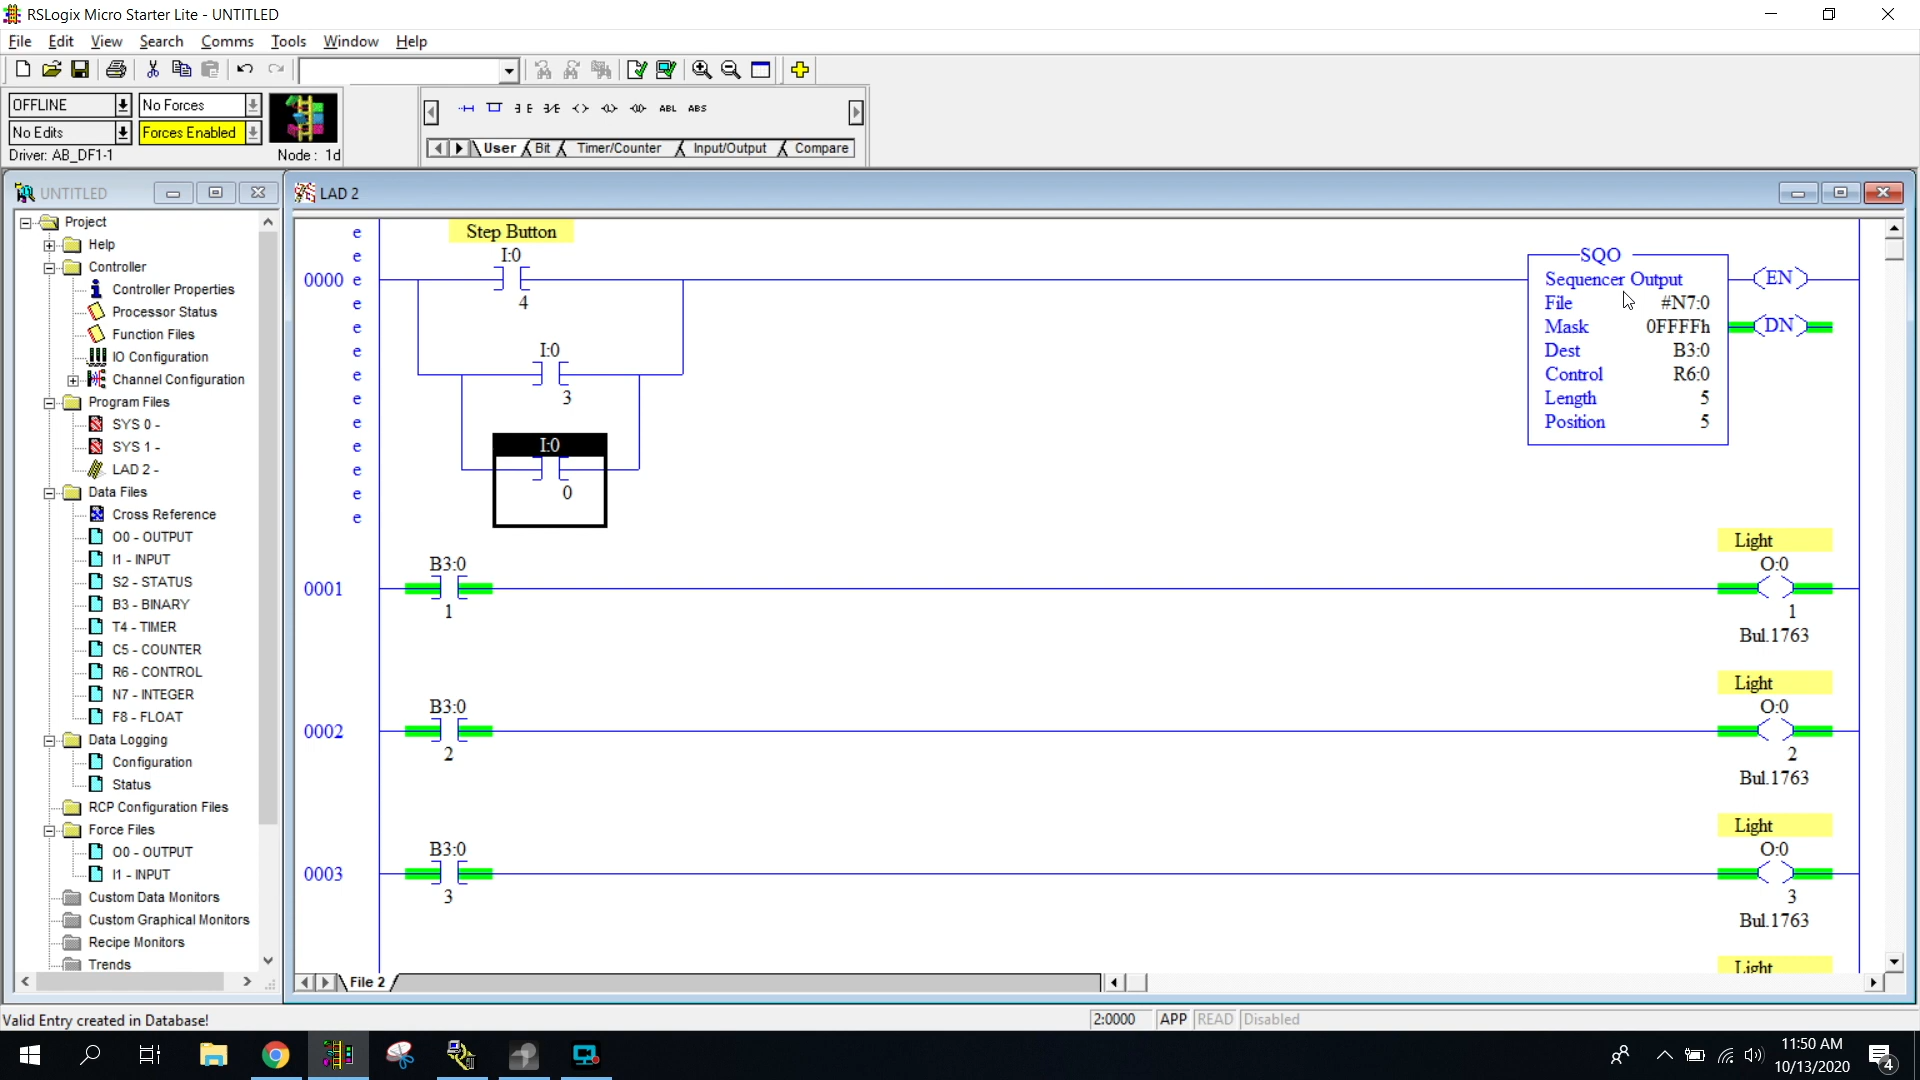 RSLogix Micro Starter Lite - UNTITLED
File Edit View Search Comms Tools Window Help
OFFLINE No Forces
No Edits Forces Enabled
Driver: AB_DF1-1 Node : 1d
ABL ABS
User Bit Timer/Counter Input/Output Compare
UNTITLED
Project
Help
Controller
Controller Properties
Processor Status
Function Files
IO Configuration
Channel Configuration
Program Files
SYS 0 -
SYS 1 -
LAD 2 -
Data Files
Cross Reference
O0 - OUTPUT
I1 - INPUT
S2 - STATUS
B3 - BINARY
T4 - TIMER
C5 - COUNTER
R6 - CONTROL
N7 - INTEGER
F8 - FLOAT
Data Logging
Configuration
Status
RCP Configuration Files
Force Files
O0 - OUTPUT
I1 - INPUT
Custom Data Monitors
Custom Graphical Monitors
Recipe Monitors
Trends
LAD 2
e
e
0000 e
e
e
e
e
e
e
e
e
e
e
Step Button
I:0
4
I:0
3
I:0
0
SQO
Sequencer Output
File #N7:0
Mask 0FFFFh
Dest B3:0
Control R6:0
Length 5
Position 5
EN
DN
0001
B3:0
1
Light
O:0
1
Bul.1763
0002
B3:0
2
Light
O:0
2
Bul.1763
0003
B3:0
3
Light
O:0
3
Bul.1763
Light
File 2
Valid Entry created in Database!
2:0000 APP READ Disabled
11:50 AM
10/13/2020
4